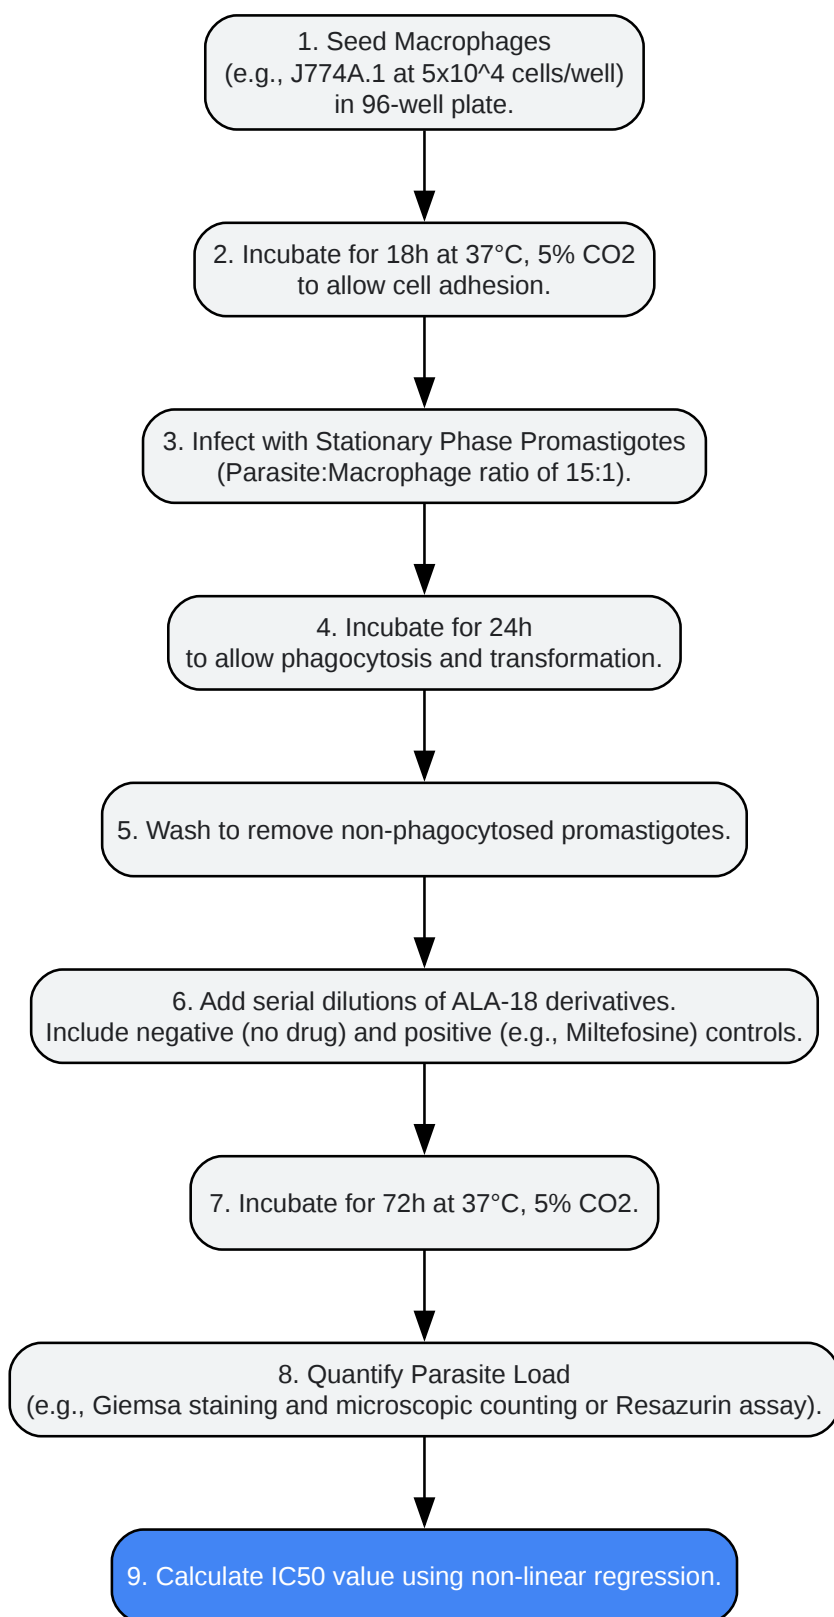 1. Seed Macrophages
(e.g., J774A.1 at 5x10^4 cells/well)
in 96-well plate.
2. Incubate for 18h at 37°C, 5% CO2
to allow cell adhesion.
3. Infect with Stationary Phase Promastigotes
(Parasite:Macrophage ratio of 15:1).
4. Incubate for 24h
to allow phagocytosis and transformation.
5. Wash to remove non-phagocytosed promastigotes.
6. Add serial dilutions of ALA-18 derivatives.
Include negative (no drug) and positive (e.g., Miltefosine) controls.
7. Incubate for 72h at 37°C, 5% CO2.
8. Quantify Parasite Load
(e.g., Giemsa staining and microscopic counting or Resazurin assay).
9. Calculate IC50 value using non-linear regression.